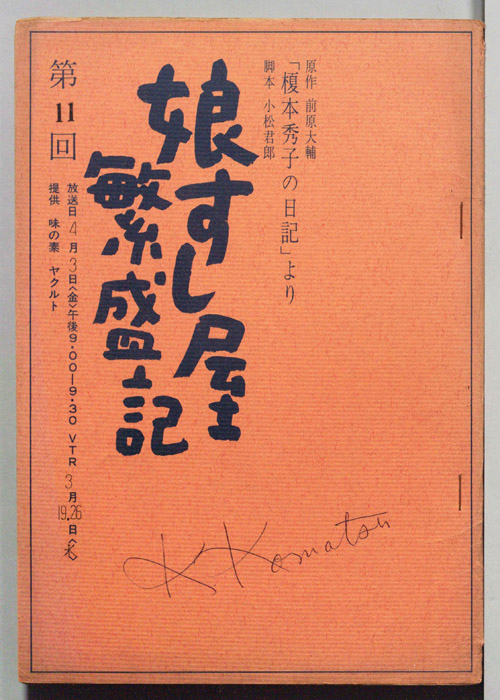 原作 前原大輔
「榎本秀子の日記」より
脚本 小松君郎
娘すし屋
繁盛記
第11回
放送日 4月3日〈金〉午後9・00―9・30 VTR 3月19.26日〈木〉
提供 味の素 ヤクルト
K Komatsu